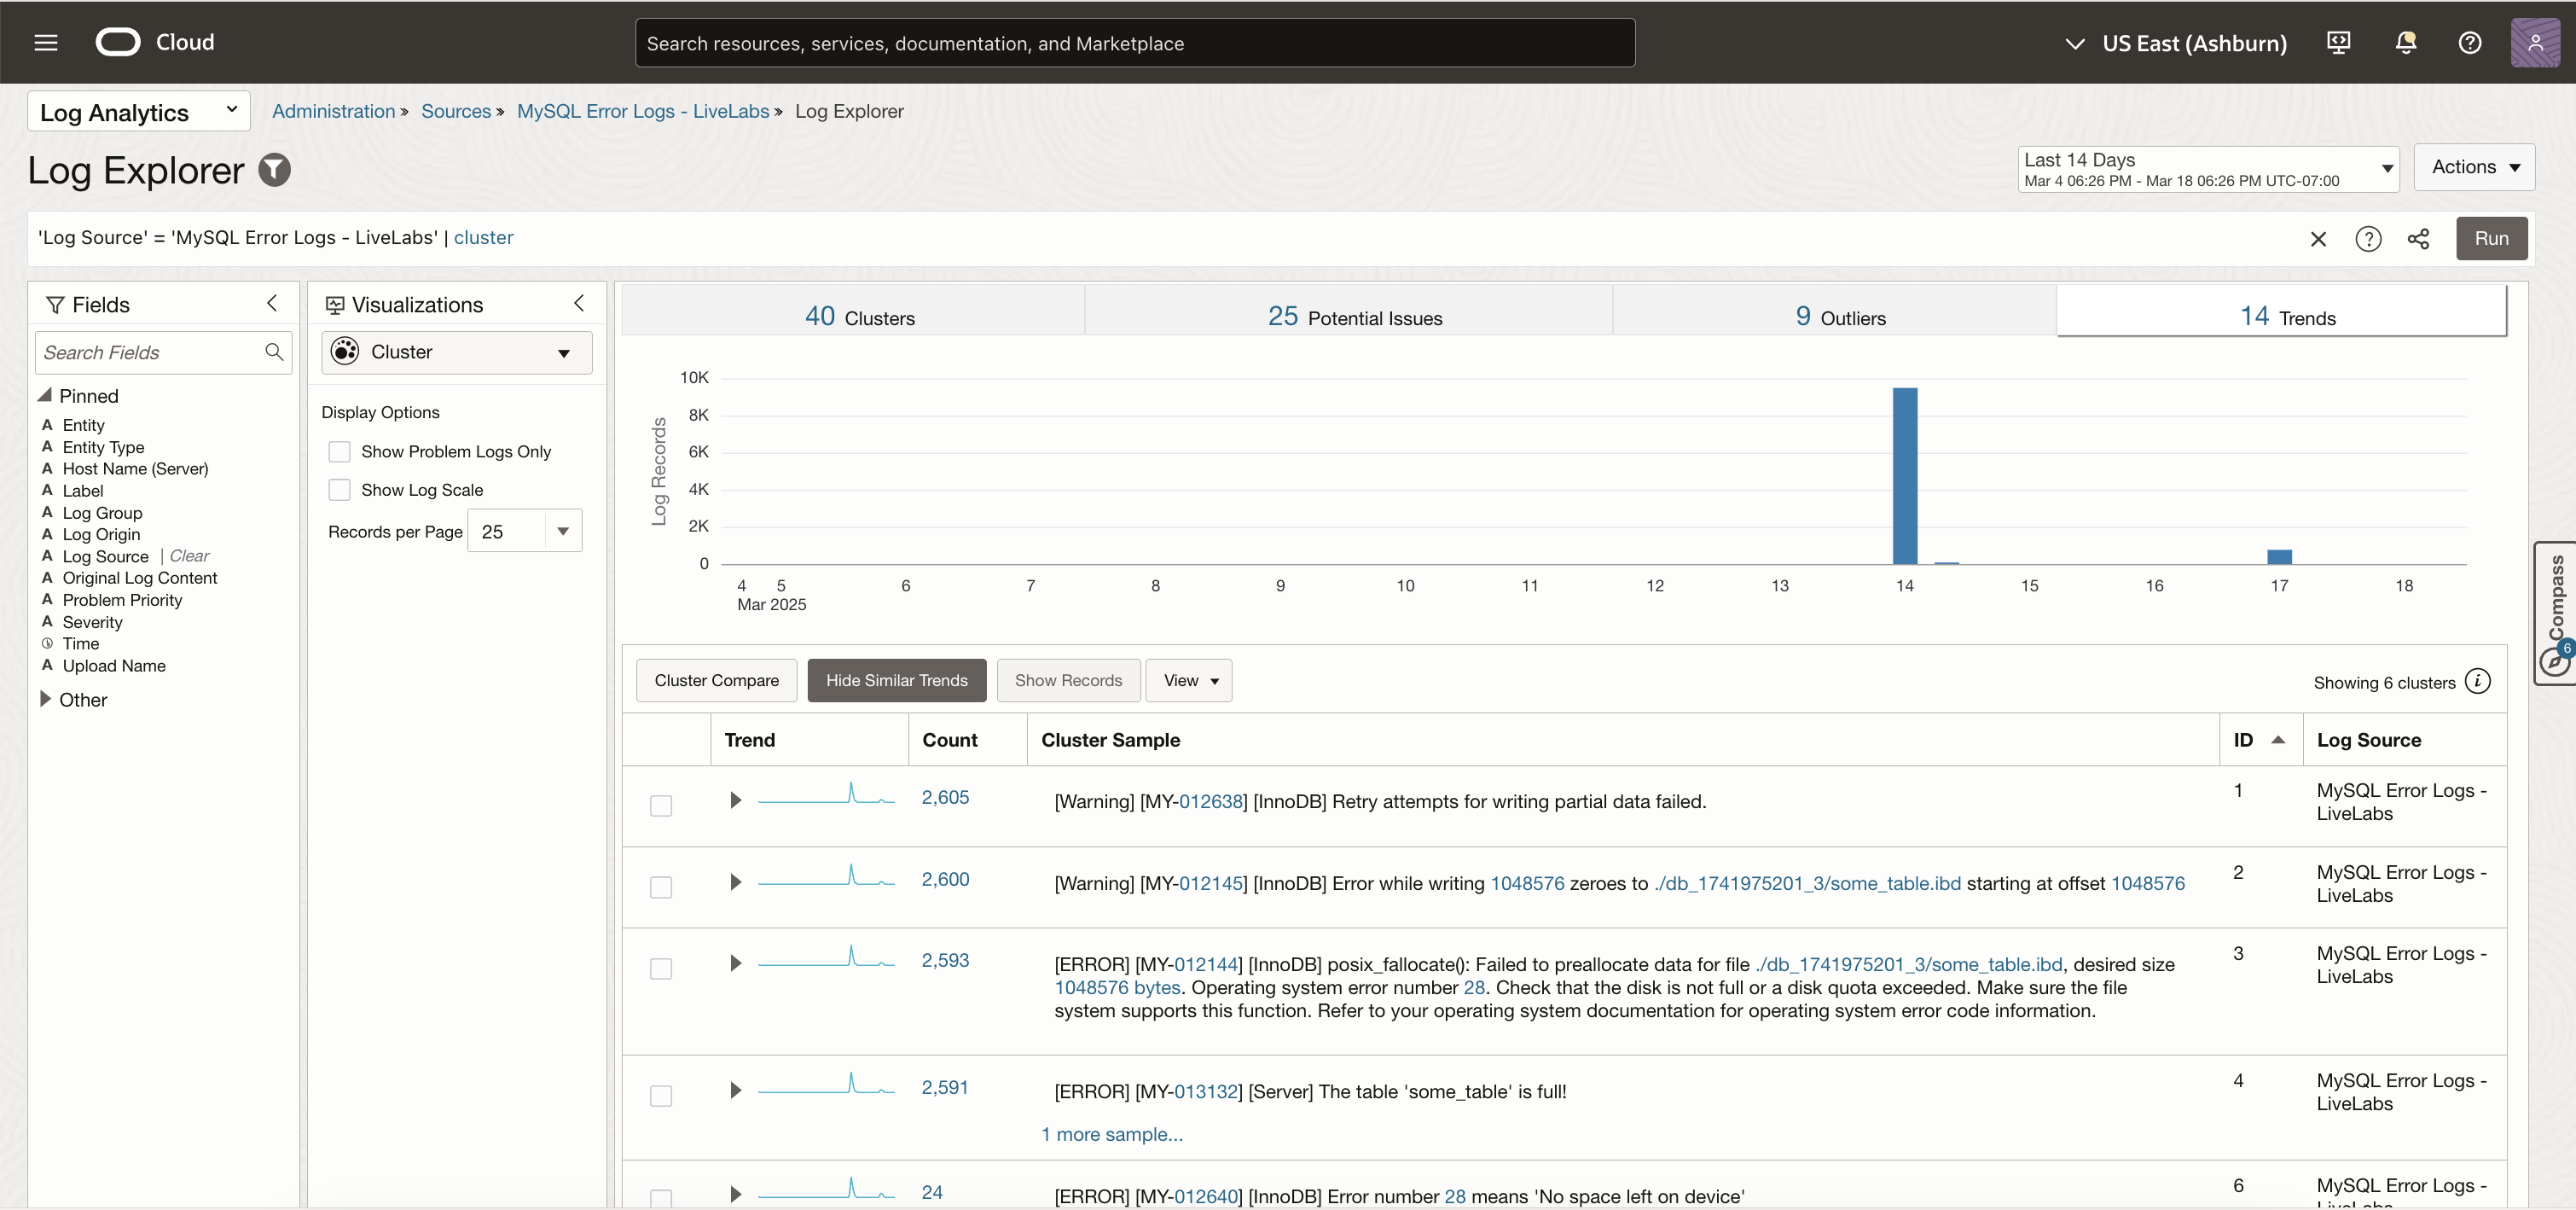 Cloud
Search resources, services, documentation, and Marketplace
US East (Ashburn)
Log Analytics
Administration » Sources » MySQL Error Logs - LiveLabs » Log Explorer
Log Explorer
Last 14 Days
Mar 4 06:26 PM - Mar 18 06:26 PM UTC-07:00
Actions
'Log Source' = 'MySQL Error Logs - LiveLabs' | cluster
Run
Fields
Search Fields
Pinned
A Entity
A Entity Type
A Host Name (Server)
A Label
A Log Group
A Log Origin
A Log Source | Clear
A Original Log Content
A Problem Priority
A Severity
Time
A Upload Name
Other
Visualizations
Cluster
Display Options
Show Problem Logs Only
Show Log Scale
Records per Page 25
40 Clusters
25 Potential Issues
9 Outliers
14 Trends
Log Records
10K
8K
6K
4K
2K
0
4 5 6 7 8 9 10 11 12 13 14 15 16 17 18
Mar 2025
Compass
6
Cluster Compare
Hide Similar Trends
Show Records
View
Showing 6 clusters
Trend Count Cluster Sample ID Log Source
2,605 [Warning] [MY-012638] [InnoDB] Retry attempts for writing partial data failed. 1 MySQL Error Logs -
LiveLabs
2,600 [Warning] [MY-012145] [InnoDB] Error while writing 1048576 zeroes to ./db_1741975201_3/some_table.ibd starting at offset 1048576 2 MySQL Error Logs -
LiveLabs
2,593 [ERROR] [MY-012144] [InnoDB] posix_fallocate(): Failed to preallocate data for file ./db_1741975201_3/some_table.ibd, desired size 3 MySQL Error Logs -
1048576 bytes. Operating system error number 28. Check that the disk is not full or a disk quota exceeded. Make sure the file LiveLabs
system supports this function. Refer to your operating system documentation for operating system error code information.
2,591 [ERROR] [MY-013132] [Server] The table 'some_table' is full! 4 MySQL Error Logs -
LiveLabs
1 more sample...
24 [ERROR] [MY-012640] [InnoDB] Error number 28 means 'No space left on device' 6 MySQL Error Logs -